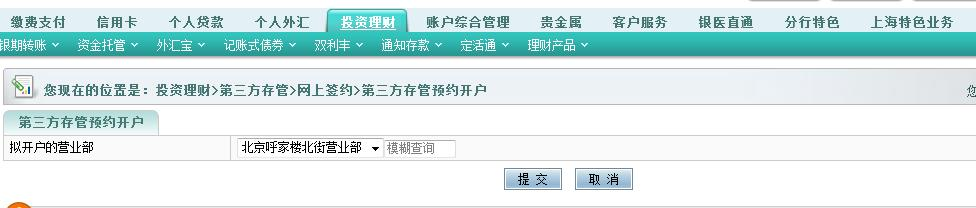 缴费支付 信用卡 个人贷款 个人外汇 投资理财 账户综合管理 贵金属 客户服务 银医直通 分行特色 上海特色业务
银期转账 资金托管 外汇宝 记账式债券 双利丰 通知存款 定活通 理财产品
您现在的位置是：投资理财>第三方存管>网上签约>第三方存管预约开户 您
第三方存管预约开户
拟开户的营业部 北京呼家楼北街营业部 模糊查询
提 交 取 消